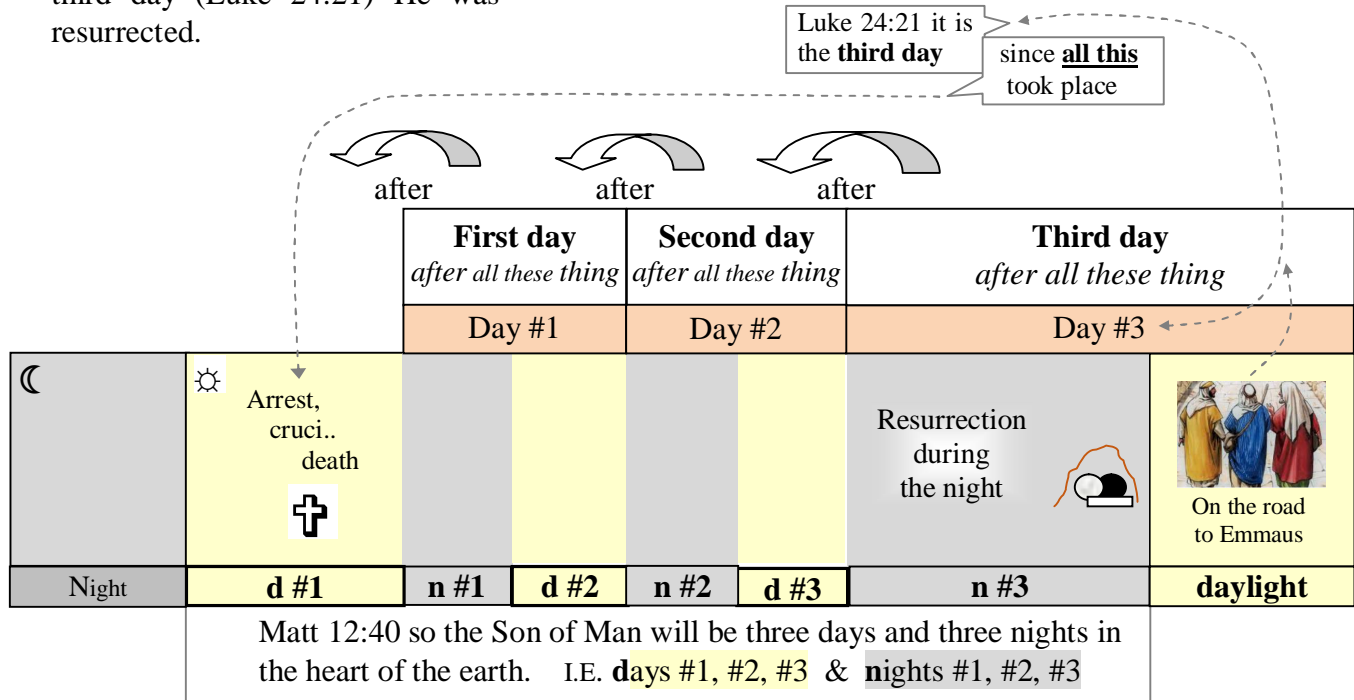 third day (Luke 24:21) He was
resurrected.
Luke 24:21 it is
the third day
since all this
took place
after
after
after
First day
after all these thing
Second day
after all these thing
Third day
after all these thing
Day #1
Day #2
Day #3
Arrest,
cruci..
death
Resurrection
during
the night
On the road
to Emmaus
Night
d #1
n #1
d #2
n #2
d #3
n #3
daylight
Matt 12:40 so the Son of Man will be three days and three nights in
the heart of the earth. I.E. days #1, #2, #3 & nights #1, #2, #3